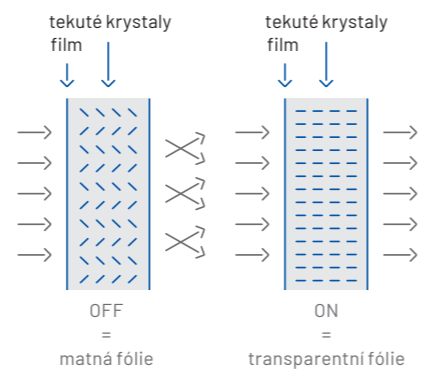 tekuté krystaly
film
OFF
=
matná fólie
tekuté krystaly
film
ON
=
transparentní fólie